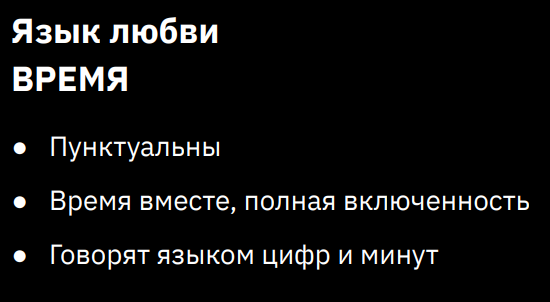 Язык любви
ВРЕМЯ
● Пунктуальны
● Время вместе, полная включенность
● Говорят языком цифр и минут